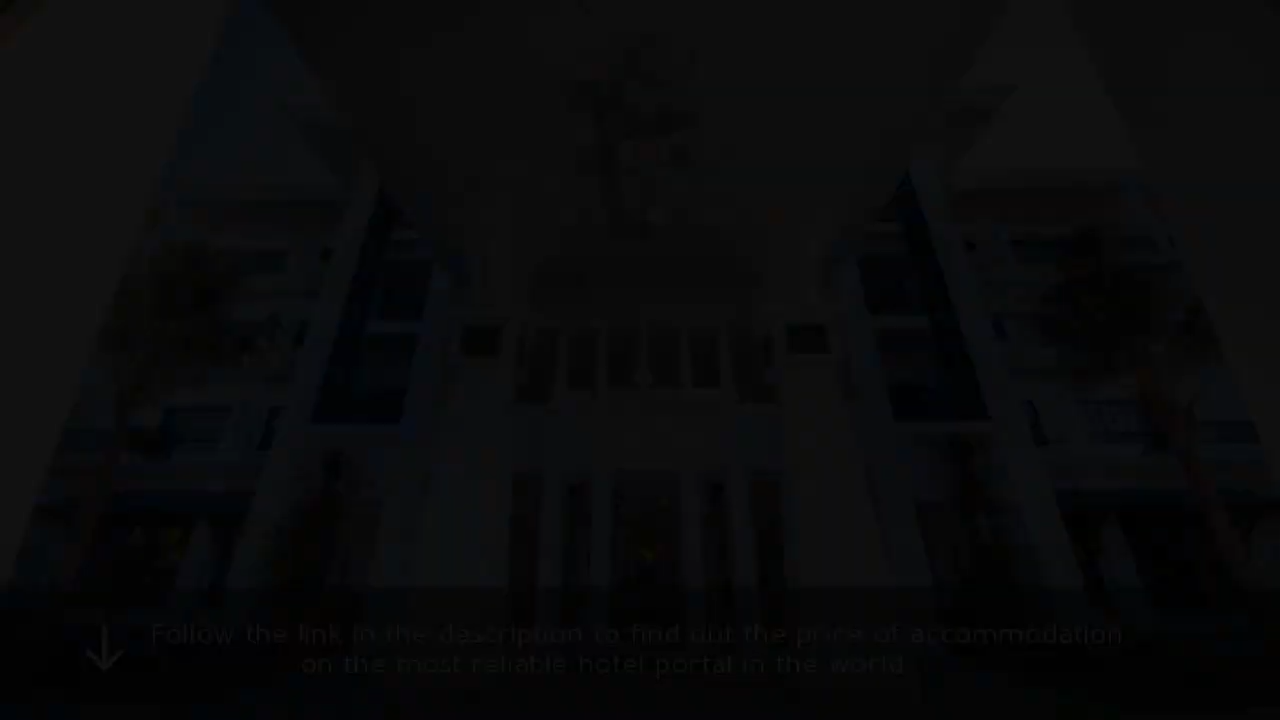 Follow the link in the description to find out the price of accommodation
on the most reliable hotel portal in the world